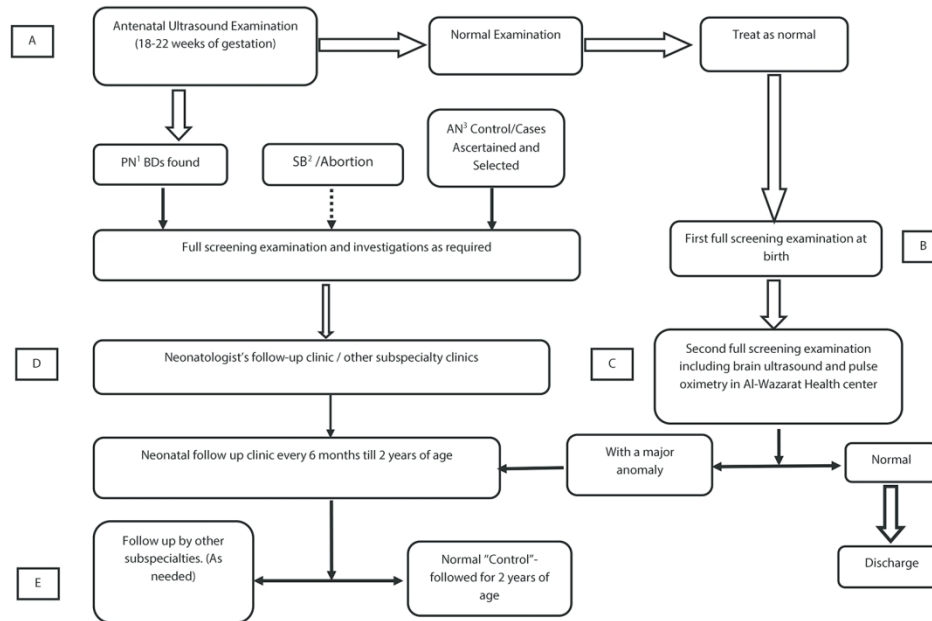 A
Antenatal Ultrasound Examination
(18-22 weeks of gestation)
Normal Examination
Treat as normal
PN¹ BDs found
SB² /Abortion
AN³ Control/Cases
Ascertained and
Selected
Full screening examination and investigations as required
First full screening examination at
birth
B
D
Neonatologist's follow-up clinic / other subspecialty clinics
C
Second full screening examination
including brain ultrasound and pulse
oximetry in Al-Wazarat Health center
Neonatal follow up clinic every 6 months till 2 years of age
With a major
anomaly
Normal
E
Follow up by other
subspecialties. (As
needed)
Normal "Control"-
followed for 2 years of
age
Discharge